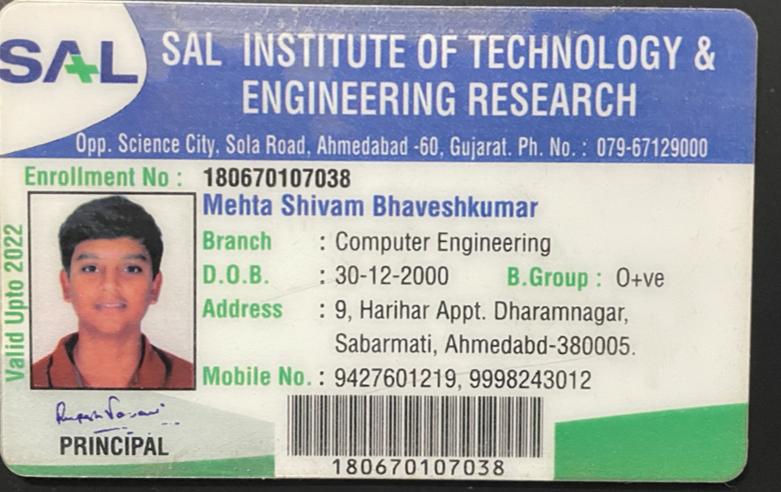 SAL
SAL INSTITUTE OF TECHNOLOGY &
ENGINEERING RESEARCH
Opp. Science City, Sola Road, Ahmedabad -60, Gujarat. Ph. No. : 079-67129000
Enrollment No : 180670107038
Mehta Shivam Bhaveshkumar
Branch : Computer Engineering
D.O.B. : 30-12-2000 B.Group : O+ve
Address : 9, Harihar Appt. Dharamnagar,
Sabarmati, Ahmedabd-380005.
Mobile No. : 9427601219, 9998243012
Valid Upto 2022
PRINCIPAL
180670107038